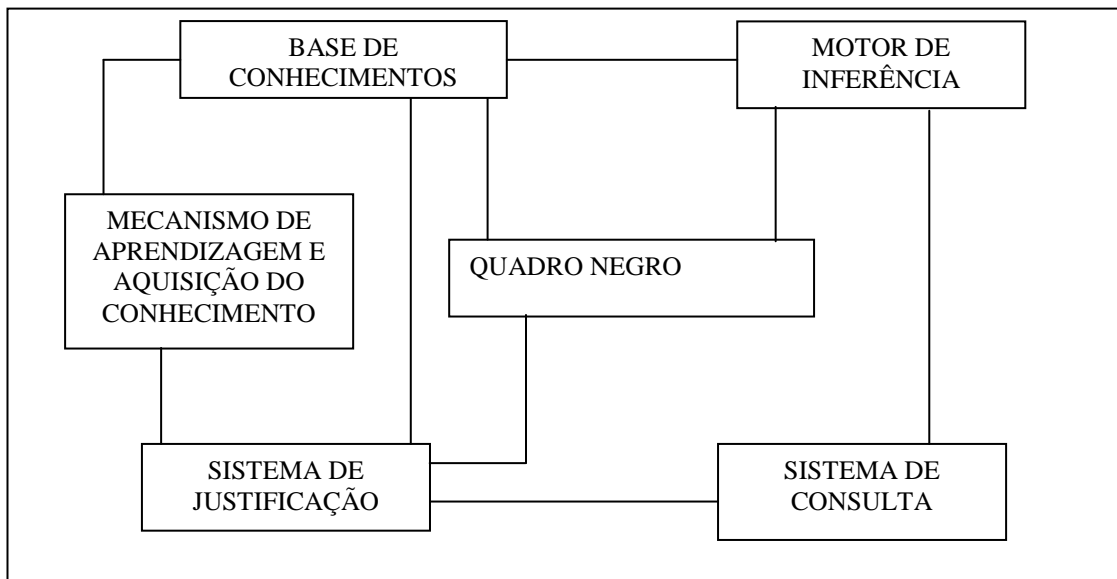 BASE DE
CONHECIMENTOS
MOTOR DE
INFERÊNCIA
MECANISMO DE
APRENDIZAGEM E
AQUISIÇÃO DO
CONHECIMENTO
QUADRO NEGRO
SISTEMA DE
JUSTIFICAÇÃO
SISTEMA DE
CONSULTA